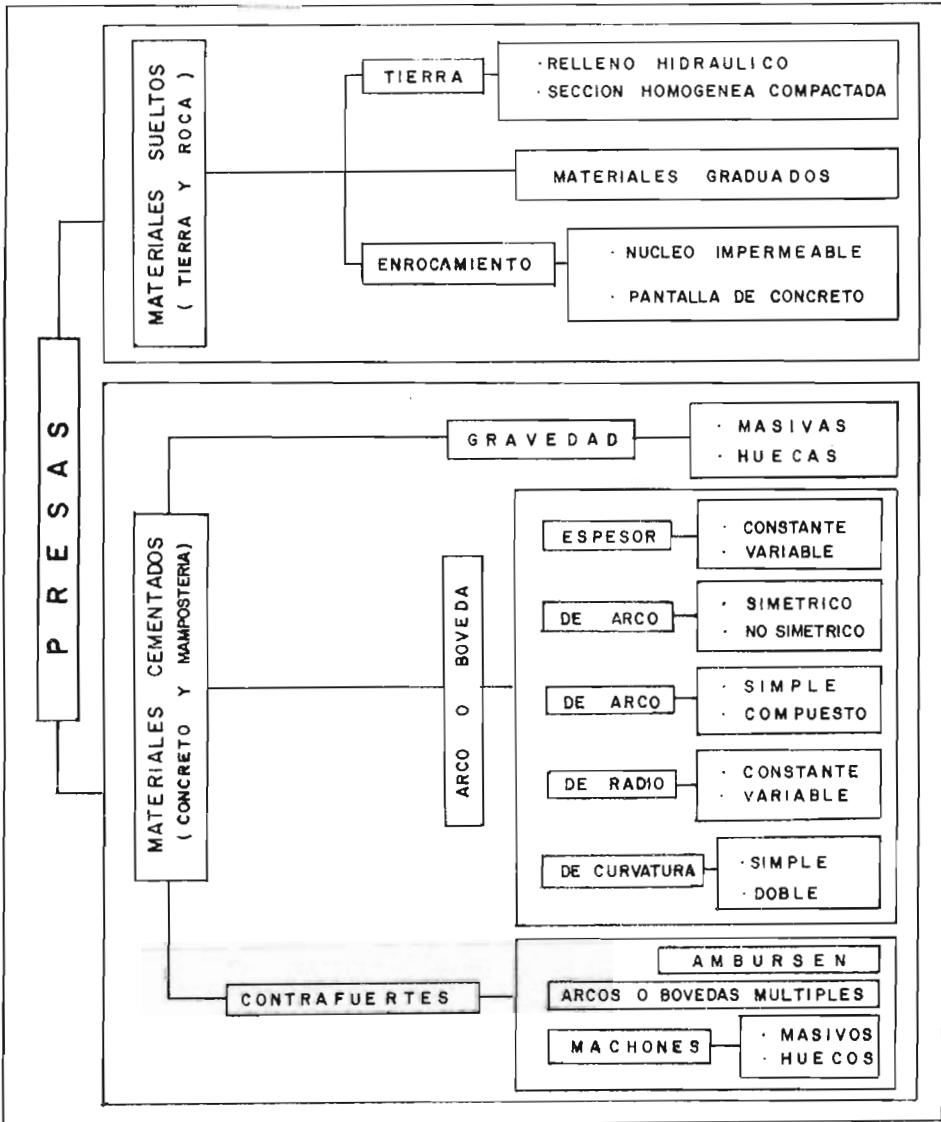 PRESAS
MATERIALES SUELTOS
( TIERRA Y ROCA )
TIERRA
· RELLENO HIDRAULICO
· SECCION HOMOGENEA COMPACTADA
MATERIALES GRADUADOS
ENROCAMIENTO
· NUCLEO IMPERMEABLE
· PANTALLA DE CONCRETO
MATERIALES CEMENTADOS
( CONCRETO Y MAMPOSTERIA)
GRAVEDAD
· MASIVAS
· HUECAS
ARCO O BOVEDA
ESPESOR
· CONSTANTE
· VARIABLE
DE ARCO
· SIMETRICO
· NO SIMETRICO
DE ARCO
· SIMPLE
· COMPUESTO
DE RADIO
· CONSTANTE
· VARIABLE
DE CURVATURA
· SIMPLE
· DOBLE
CONTRAFUERTES
AMBURSEN
ARCOS O BOVEDAS MULTIPLES
MACHONES
· MASIVOS
· HUECOS